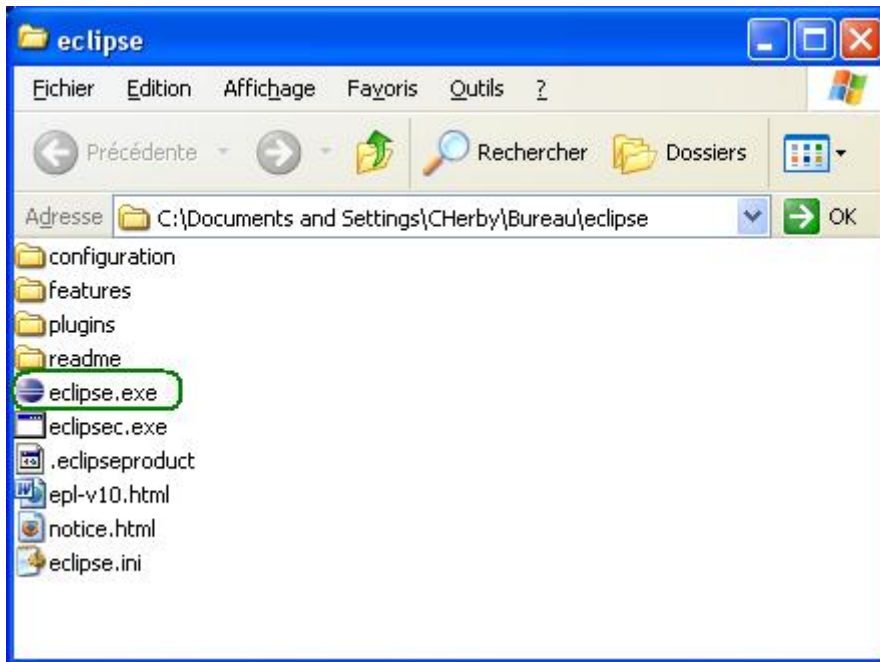 eclipse
Fichier Edition Affichage Favoris Outils ?
Précédente Rechercher Dossiers
Adresse C:\Documents and Settings\CHerby\Bureau\eclipse OK
configuration
features
plugins
readme
eclipse.exe
eclipsec.exe
.eclipseproduct
epl-v10.html
notice.html
eclipse.ini